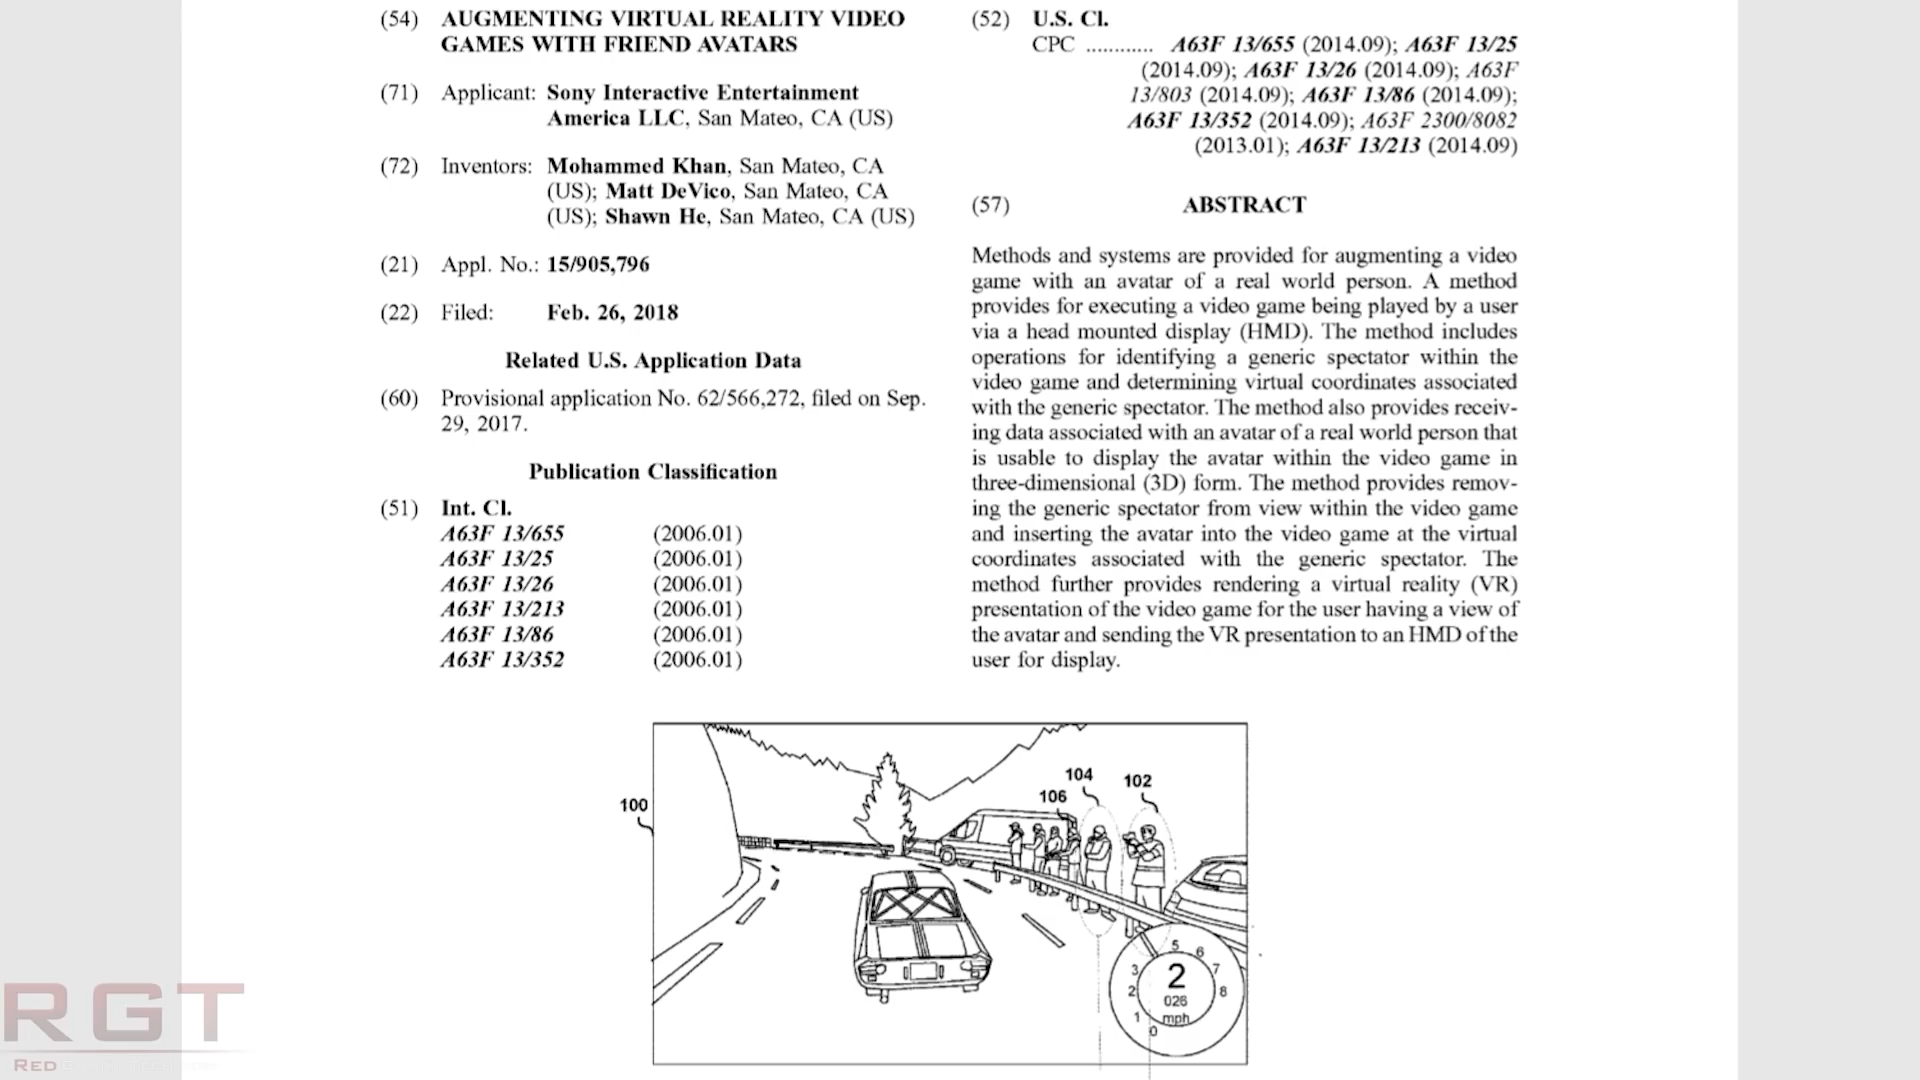 (54) AUGMENTING VIRTUAL REALITY VIDEO
GAMES WITH FRIEND AVATARS
(71) Applicant: Sony Interactive Entertainment
America LLC, San Mateo, CA (US)
(72) Inventors: Mohammed Khan, San Mateo, CA
(US); Matt DeVico, San Mateo, CA
(US); Shawn He, San Mateo, CA (US)
(21) Appl. No.: 15/905,796
(22) Filed: Feb. 26, 2018
Related U.S. Application Data
(60) Provisional application No. 62/566,272, filed on Sep.
29, 2017.
Publication Classification
(51) Int. Cl.
A63F 13/655 (2006.01)
A63F 13/25 (2006.01)
A63F 13/26 (2006.01)
A63F 13/213 (2006.01)
A63F 13/86 (2006.01)
A63F 13/352 (2006.01)
(52) U.S. Cl.
CPC ............ A63F 13/655 (2014.09); A63F 13/25
(2014.09); A63F 13/26 (2014.09); A63F
13/803 (2014.09); A63F 13/86 (2014.09);
A63F 13/352 (2014.09); A63F 2300/8082
(2013.01); A63F 13/213 (2014.09)
(57) ABSTRACT
Methods and systems are provided for augmenting a video
game with an avatar of a real world person. A method
provides for executing a video game being played by a user
via a head mounted display (HMD). The method includes
operations for identifying a generic spectator within the
video game and determining virtual coordinates associated
with the generic spectator. The method also provides receiv-
ing data associated with an avatar of a real world person that
is usable to display the avatar within the video game in
three-dimensional (3D) form. The method provides remov-
ing the generic spectator from view within the video game
and inserting the avatar into the video game at the virtual
coordinates associated with the generic spectator. The
method further provides rendering a virtual reality (VR)
presentation of the video game for the user having a view of
the avatar and sending the VR presentation to an HMD of the
user for display.
100
106
104
102
0
1
2
3
5
6
7
8
2
026
mph
RGT
RED